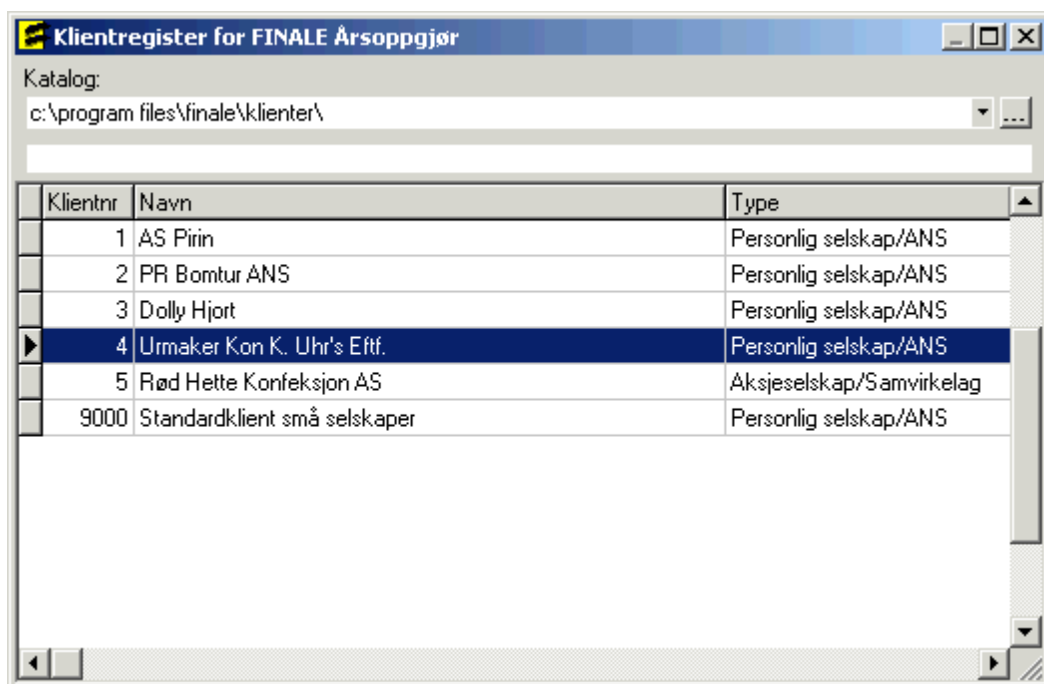 Klientregister for FINALE Årsoppgjør
Katalog:
c:\program files\finale\klienter\
...
Klientnr Navn Type
1 AS Pirin Personlig selskap/ANS
2 PR Bomtur ANS Personlig selskap/ANS
3 Dolly Hjort Personlig selskap/ANS
4 Urmaker Kon K. Uhr's Eftf. Personlig selskap/ANS
5 Rød Hette Konfeksjon AS Aksjeselskap/Samvirkelag
9000 Standardklient små selskaper Personlig selskap/ANS